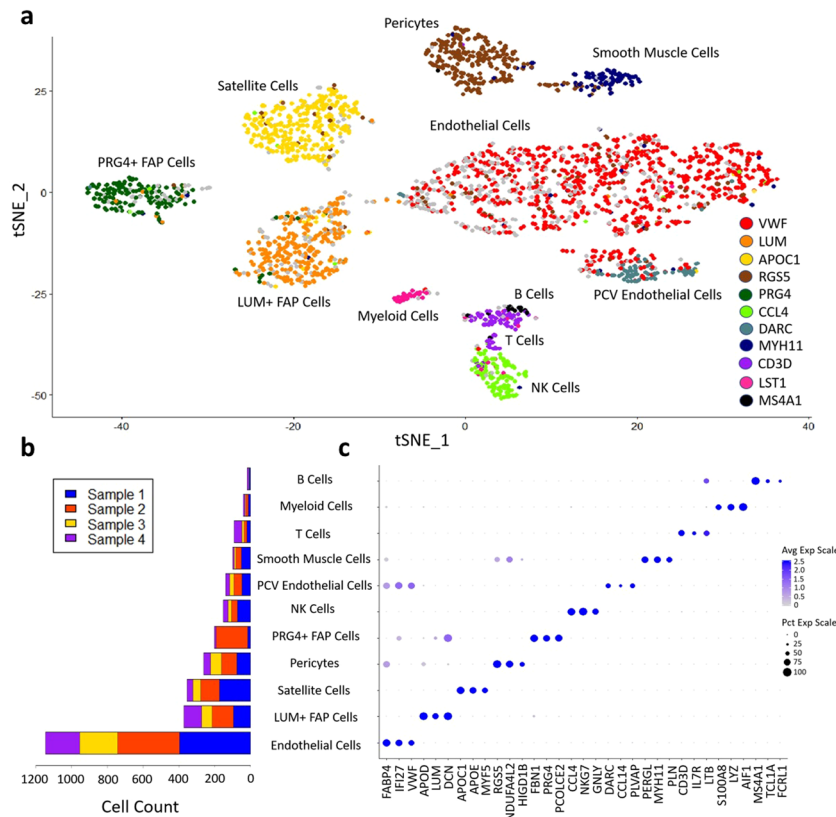 a
Pericytes
Smooth Muscle Cells
Satellite Cells
Endothelial Cells
PRG4+ FAP Cells
LUM+ FAP Cells
Myeloid Cells
B Cells
PCV Endothelial Cells
T Cells
NK Cells
tSNE_2
25
0
-25
-50
-40
-20
0
20
40
tSNE_1
VWF
LUM
APOC1
RGS5
PRG4
CCL4
DARC
MYH11
CD3D
LST1
MS4A1
b
Sample 1
Sample 2
Sample 3
Sample 4
B Cells
Myeloid Cells
T Cells
Smooth Muscle Cells
PCV Endothelial Cells
NK Cells
PRG4+ FAP Cells
Pericytes
Satellite Cells
LUM+ FAP Cells
Endothelial Cells
1200 1000 800 600 400 200 0
Cell Count
c
Avg Exp Scale
2.5
2.0
1.5
1.0
0.5
0
Pct Exp Scale
0
25
50
75
100
FABP4
IFI27
VWF
APOD
LUM
DCN
APOC1
APOE
MYF5
RGS5
NDUFA4L2
HIGD1B
FBN1
PRG4
PCOLCE2
CCL4
NKG7
GNLY
DARC
CCL14
PLVAP
PERGL
MYH11
PLN
CD3D
IL7R
LTB
S100A8
LYZ
AIF1
MS4A1
TCL1A
FCRL1